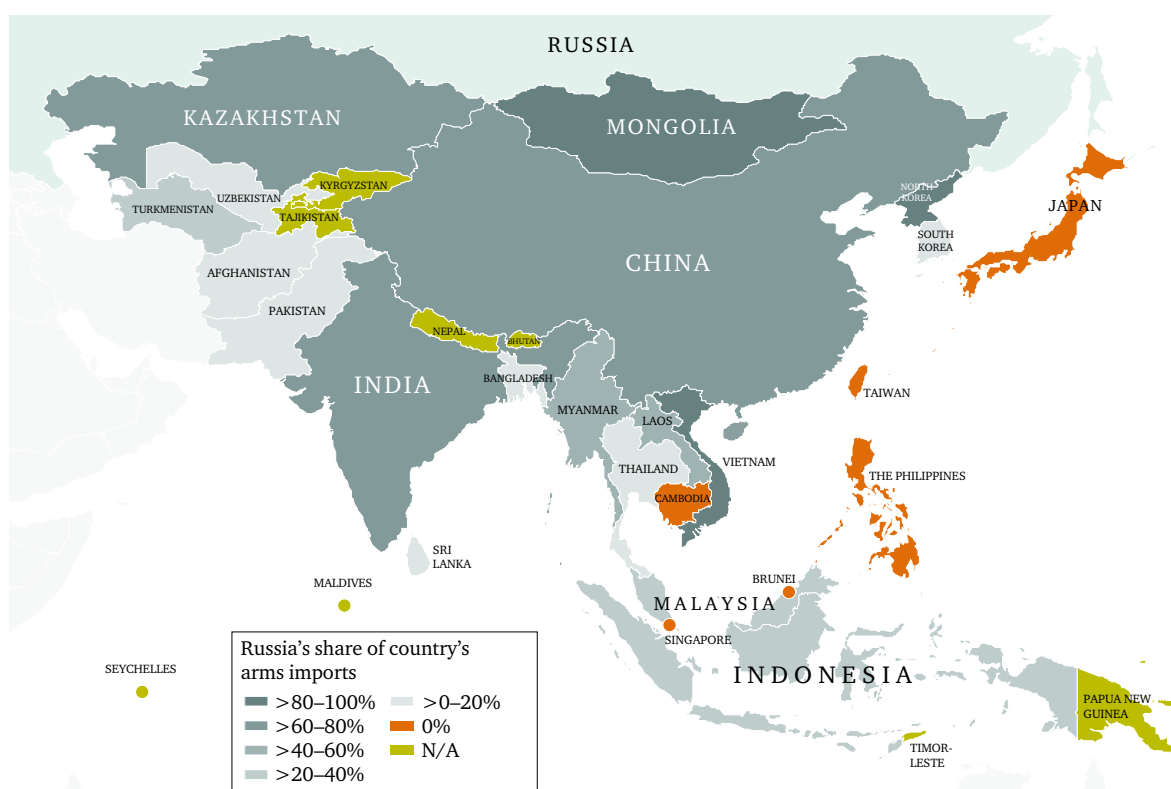 RUSSIA
KAZAKHSTAN
MONGOLIA
KYRGYZSTAN
NORTH
KOREA
UZBEKISTAN
JAPAN
TURKMENISTAN
TAJIKISTAN
SOUTH
KOREA
CHINA
AFGHANISTAN
PAKISTAN
NEPAL
BHUTAN
BANGLADESH
INDIA
TAIWAN
MYANMAR
LAOS
VIETNAM
THAILAND
THE PHILIPPINES
CAMBODIA
SRI
LANKA
MALDIVES
BRUNEI
MALAYSIA
SINGAPORE
SEYCHELLES
INDONESIA
PAPUA NEW
GUINEA
TIMOR-
LESTE
Russia's share of country's
arms imports
>80–100%
>60–80%
>40–60%
>20–40%
>0–20%
0%
N/A